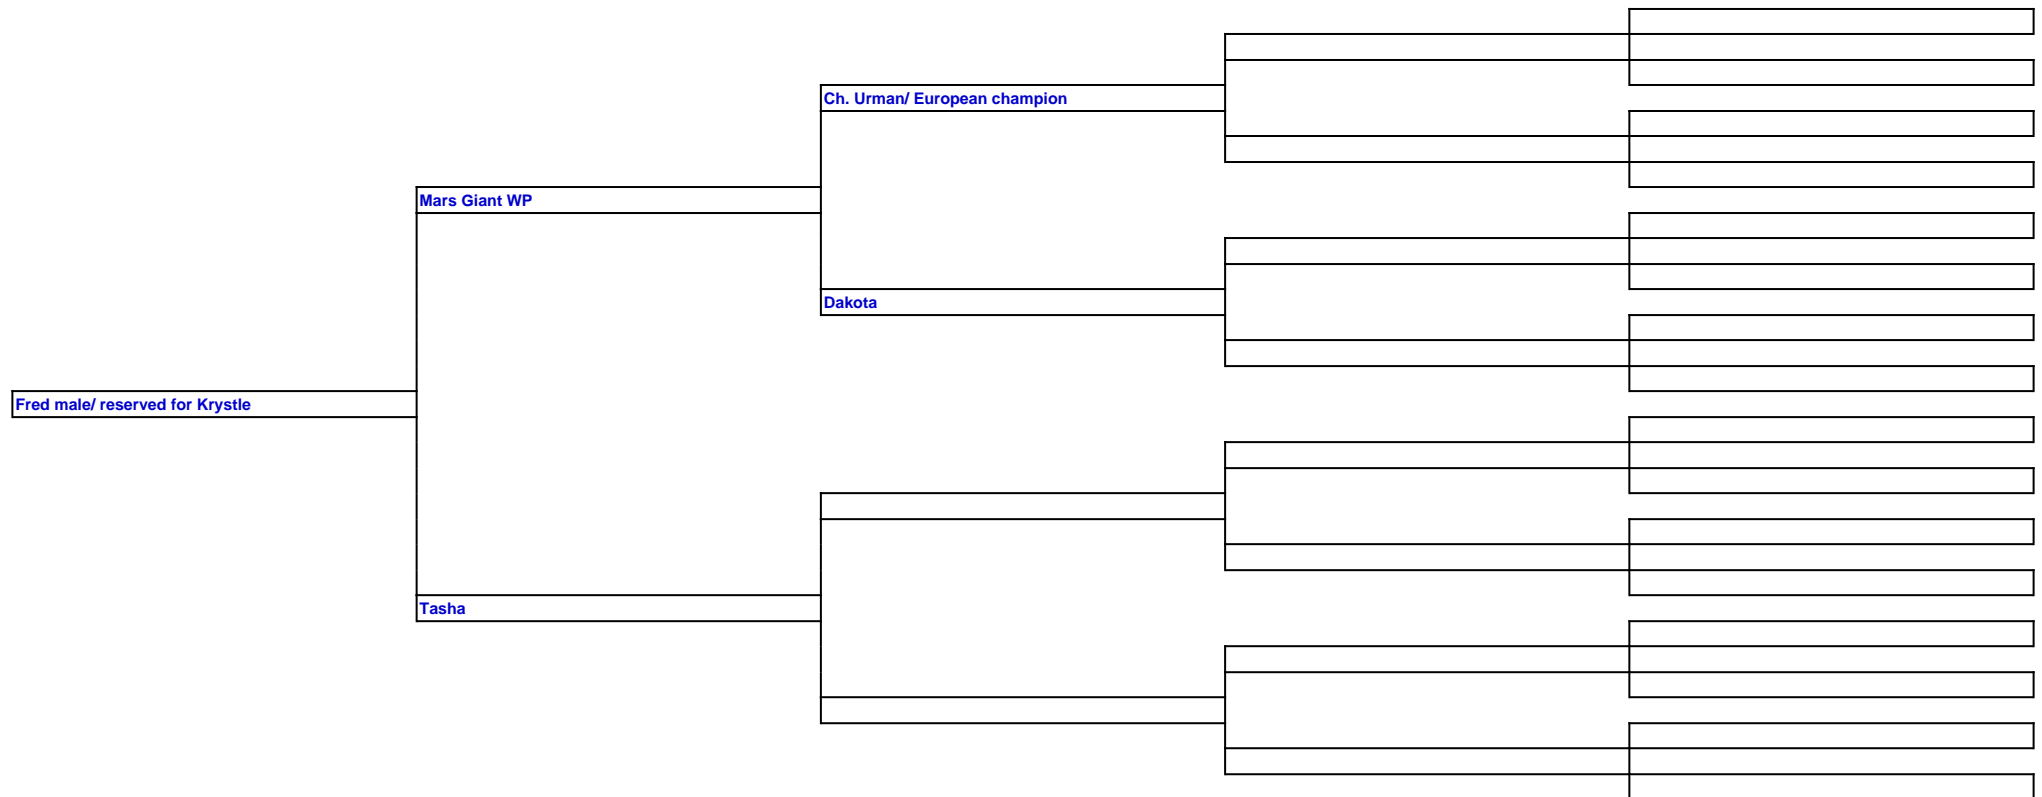 Ch. Urman/ European champion
Mars Giant WP
Dakota
Fred male/ reserved for Krystle
Tasha